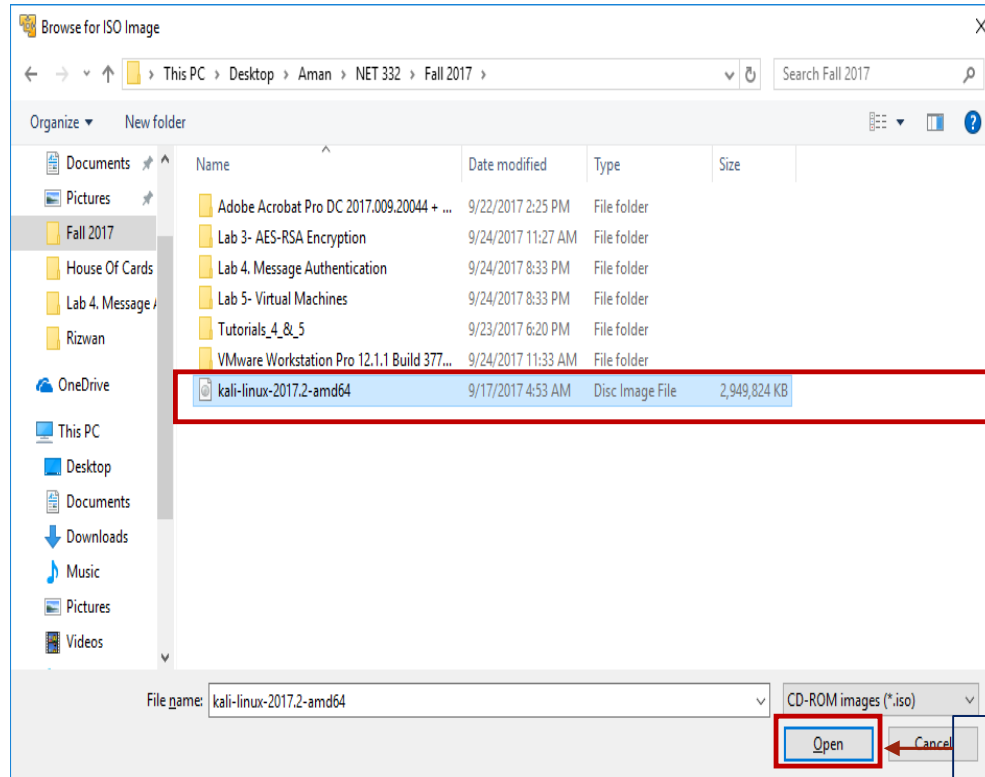 Browse for ISO Image
This PC > Desktop > Aman > NET 332 > Fall 2017 >
Search Fall 2017
Organize
New folder
Documents
Pictures
Fall 2017
House Of Cards
Lab 4. Message
Rizwan
OneDrive
This PC
Desktop
Documents
Downloads
Music
Pictures
Videos
Name Date modified Type Size
Adobe Acrobat Pro DC 2017.009.20044 + ... 9/22/2017 2:25 PM File folder
Lab 3- AES-RSA Encryption 9/24/2017 11:27 AM File folder
Lab 4. Message Authentication 9/24/2017 8:33 PM File folder
Lab 5- Virtual Machines 9/24/2017 8:33 PM File folder
Tutorials_4_&_5 9/23/2017 6:20 PM File folder
VMware Workstation Pro 12.1.1 Build 377... 9/24/2017 11:33 AM File folder
kali-linux-2017.2-amd64 9/17/2017 4:53 AM Disc Image File 2,949,824 KB
File name: kali-linux-2017.2-amd64
CD-ROM images (*.iso)
Open
Cancel